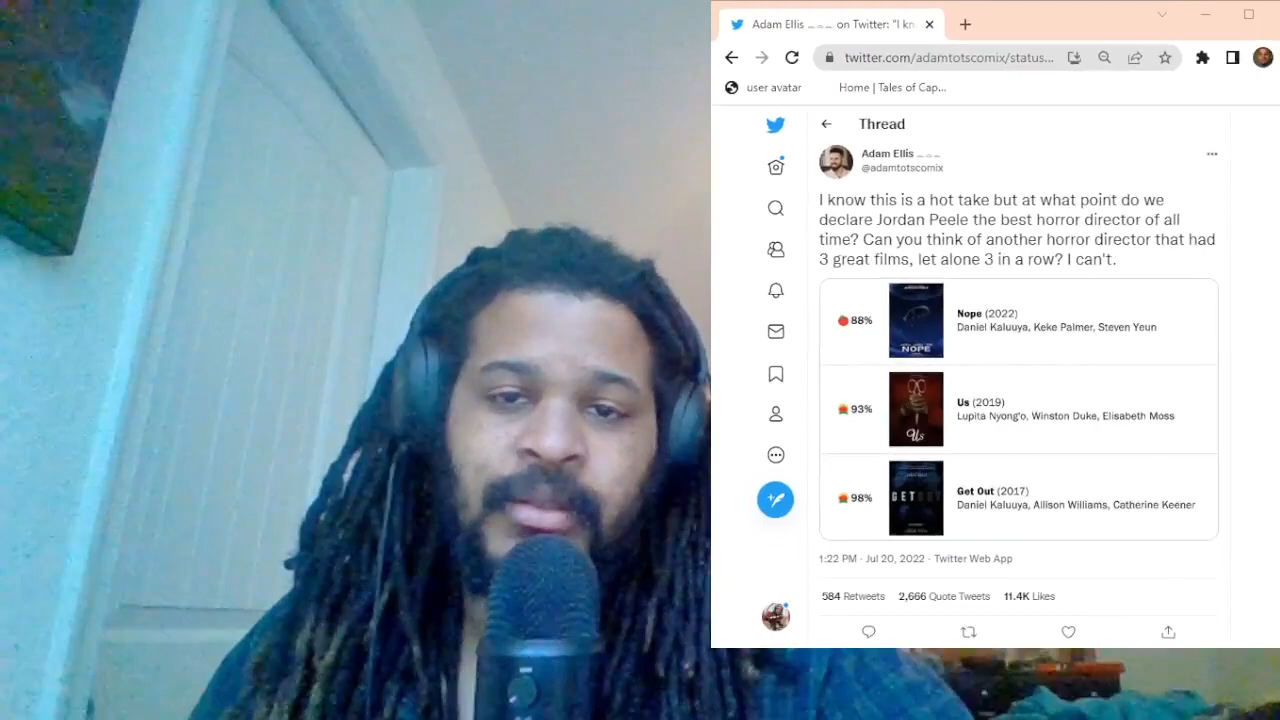 Adam Ellis on Twitter: "I kn
twitter.com/adamtotscomix/status...
user avatar
Home | Tales of Cap...
Thread
Adam Ellis
@adamtotscomix
I know this is a hot take but at what point do we
declare Jordan Peele the best horror director of all
time? Can you think of another horror director that had
3 great films, let alone 3 in a row? I can't.
88%
NOPE
Nope (2022)
Daniel Kaluuya, Keke Palmer, Steven Yeun
93%
Us
Us (2019)
Lupita Nyong'o, Winston Duke, Elisabeth Moss
98%
GET OUT
Get Out (2017)
Daniel Kaluuya, Allison Williams, Catherine Keener
1:22 PM · Jul 20, 2022 · Twitter Web App
584 Retweets 2,666 Quote Tweets 11.4K Likes